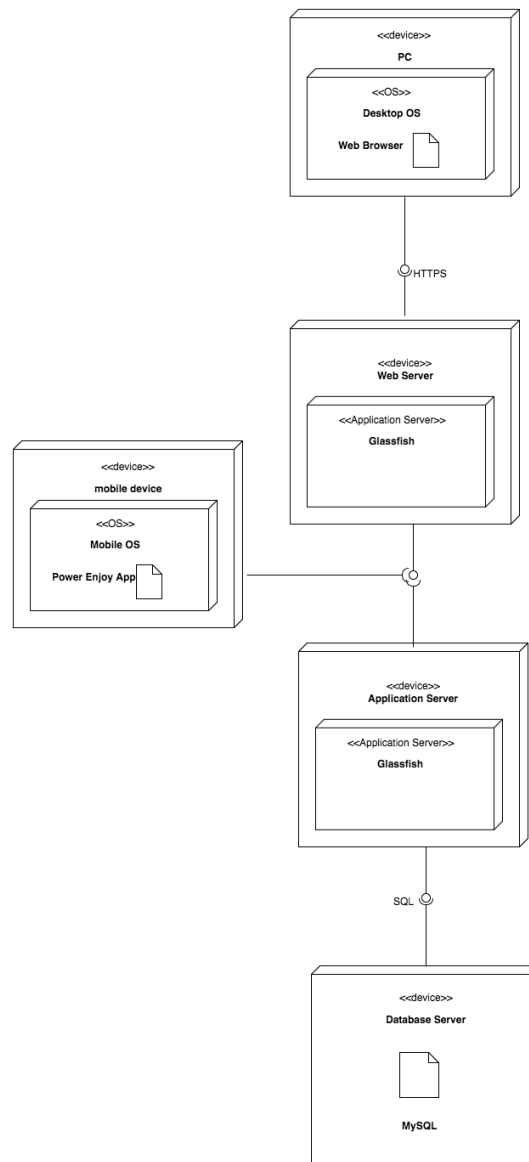 <<device>>
PC
<<OS>>
Desktop OS
Web Browser
HTTPS
<<device>>
Web Server
<<Application Server>>
Glassfish
<<device>>
mobile device
<<OS>>
Mobile OS
Power Enjoy App
<<device>>
Application Server
<<Application Server>>
Glassfish
SQL
<<device>>
Database Server
MySQL